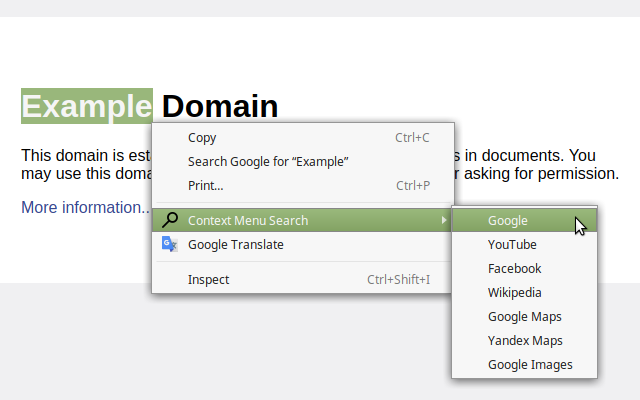 Example Domain
This domain is est
s in documents. You
may use this doma
r asking for permission.
More information..
Copy Ctrl+C
Search Google for “Example”
Print... Ctrl+P
Context Menu Search
Google Translate
Inspect Ctrl+Shift+I
Google
YouTube
Facebook
Wikipedia
Google Maps
Yandex Maps
Google Images